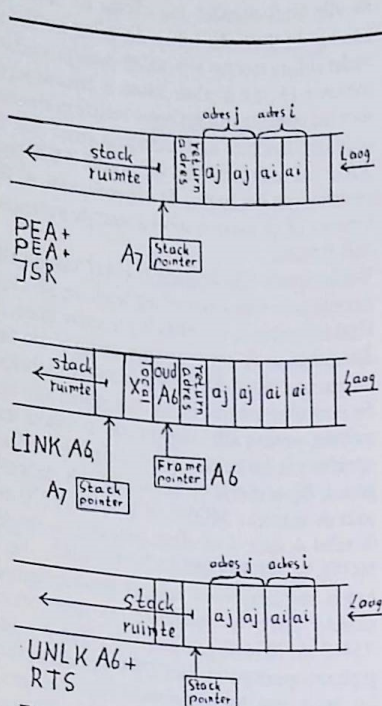 adres j adres i
stack ruimte
return adres
aj aj ai ai
Laag
PEA+
PEA+
JSR
A7 Stack pointer
stack ruimte
X local
oud A6
return adres
aj aj ai ai
Laag
LINK A6,
A7 Stack pointer
Frame pointer A6
adres j adres i
stack ruimte
aj aj ai ai
Laag
UNLK A6+
RTS
Stack pointer